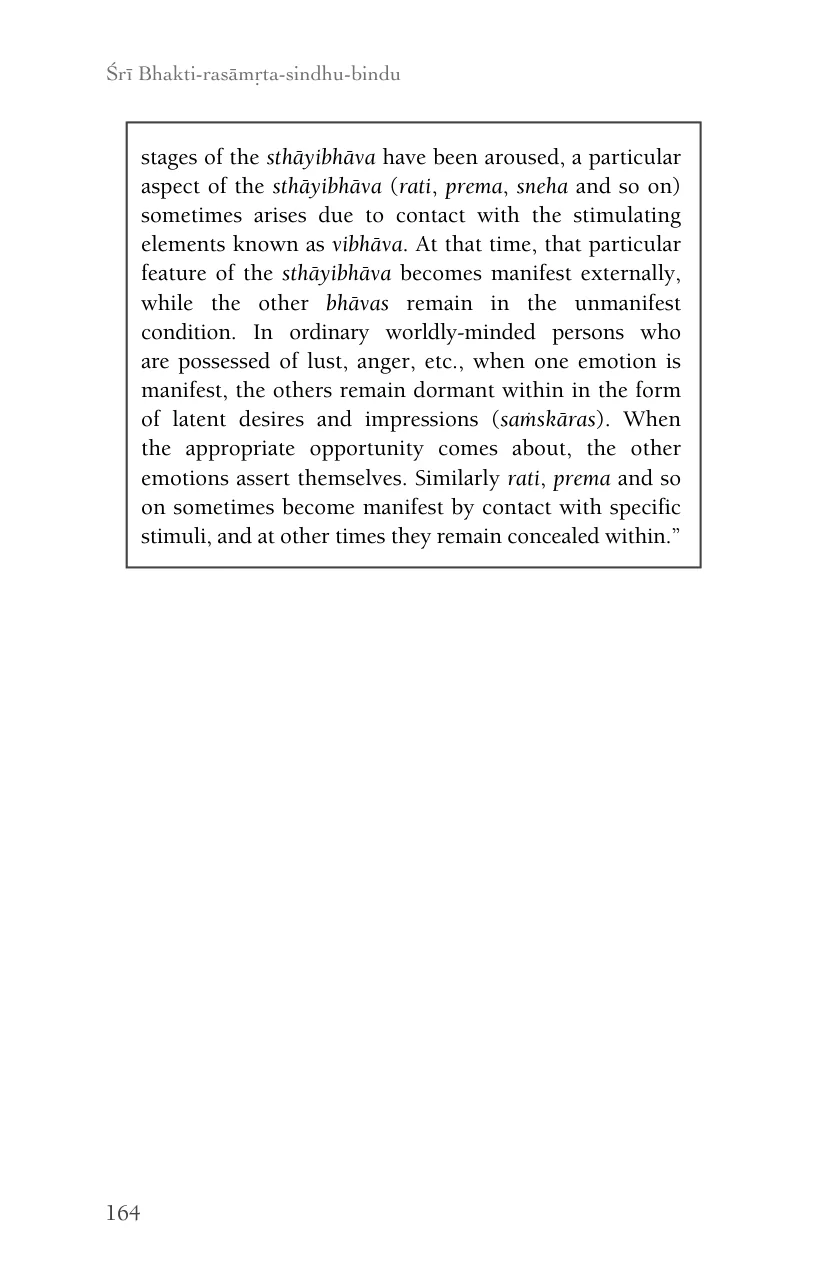 Śrī Bhakti-rasāmṛta-sindhu-bindu
stages of the sthāyibhāva have been aroused, a particular
aspect of the sthāyibhāva (rati, prema, sneha and so on)
sometimes arises due to contact with the stimulating
elements known as vibhāva. At that time, that particular
feature of the sthāyibhāva becomes manifest externally,
while the other bhāvas remain in the unmanifest
condition. In ordinary worldly-minded persons who
are possessed of lust, anger, etc., when one emotion is
manifest, the others remain dormant within in the form
of latent desires and impressions (saṁskāras). When
the appropriate opportunity comes about, the other
emotions assert themselves. Similarly rati, prema and so
on sometimes become manifest by contact with specific
stimuli, and at other times they remain concealed within.”
164